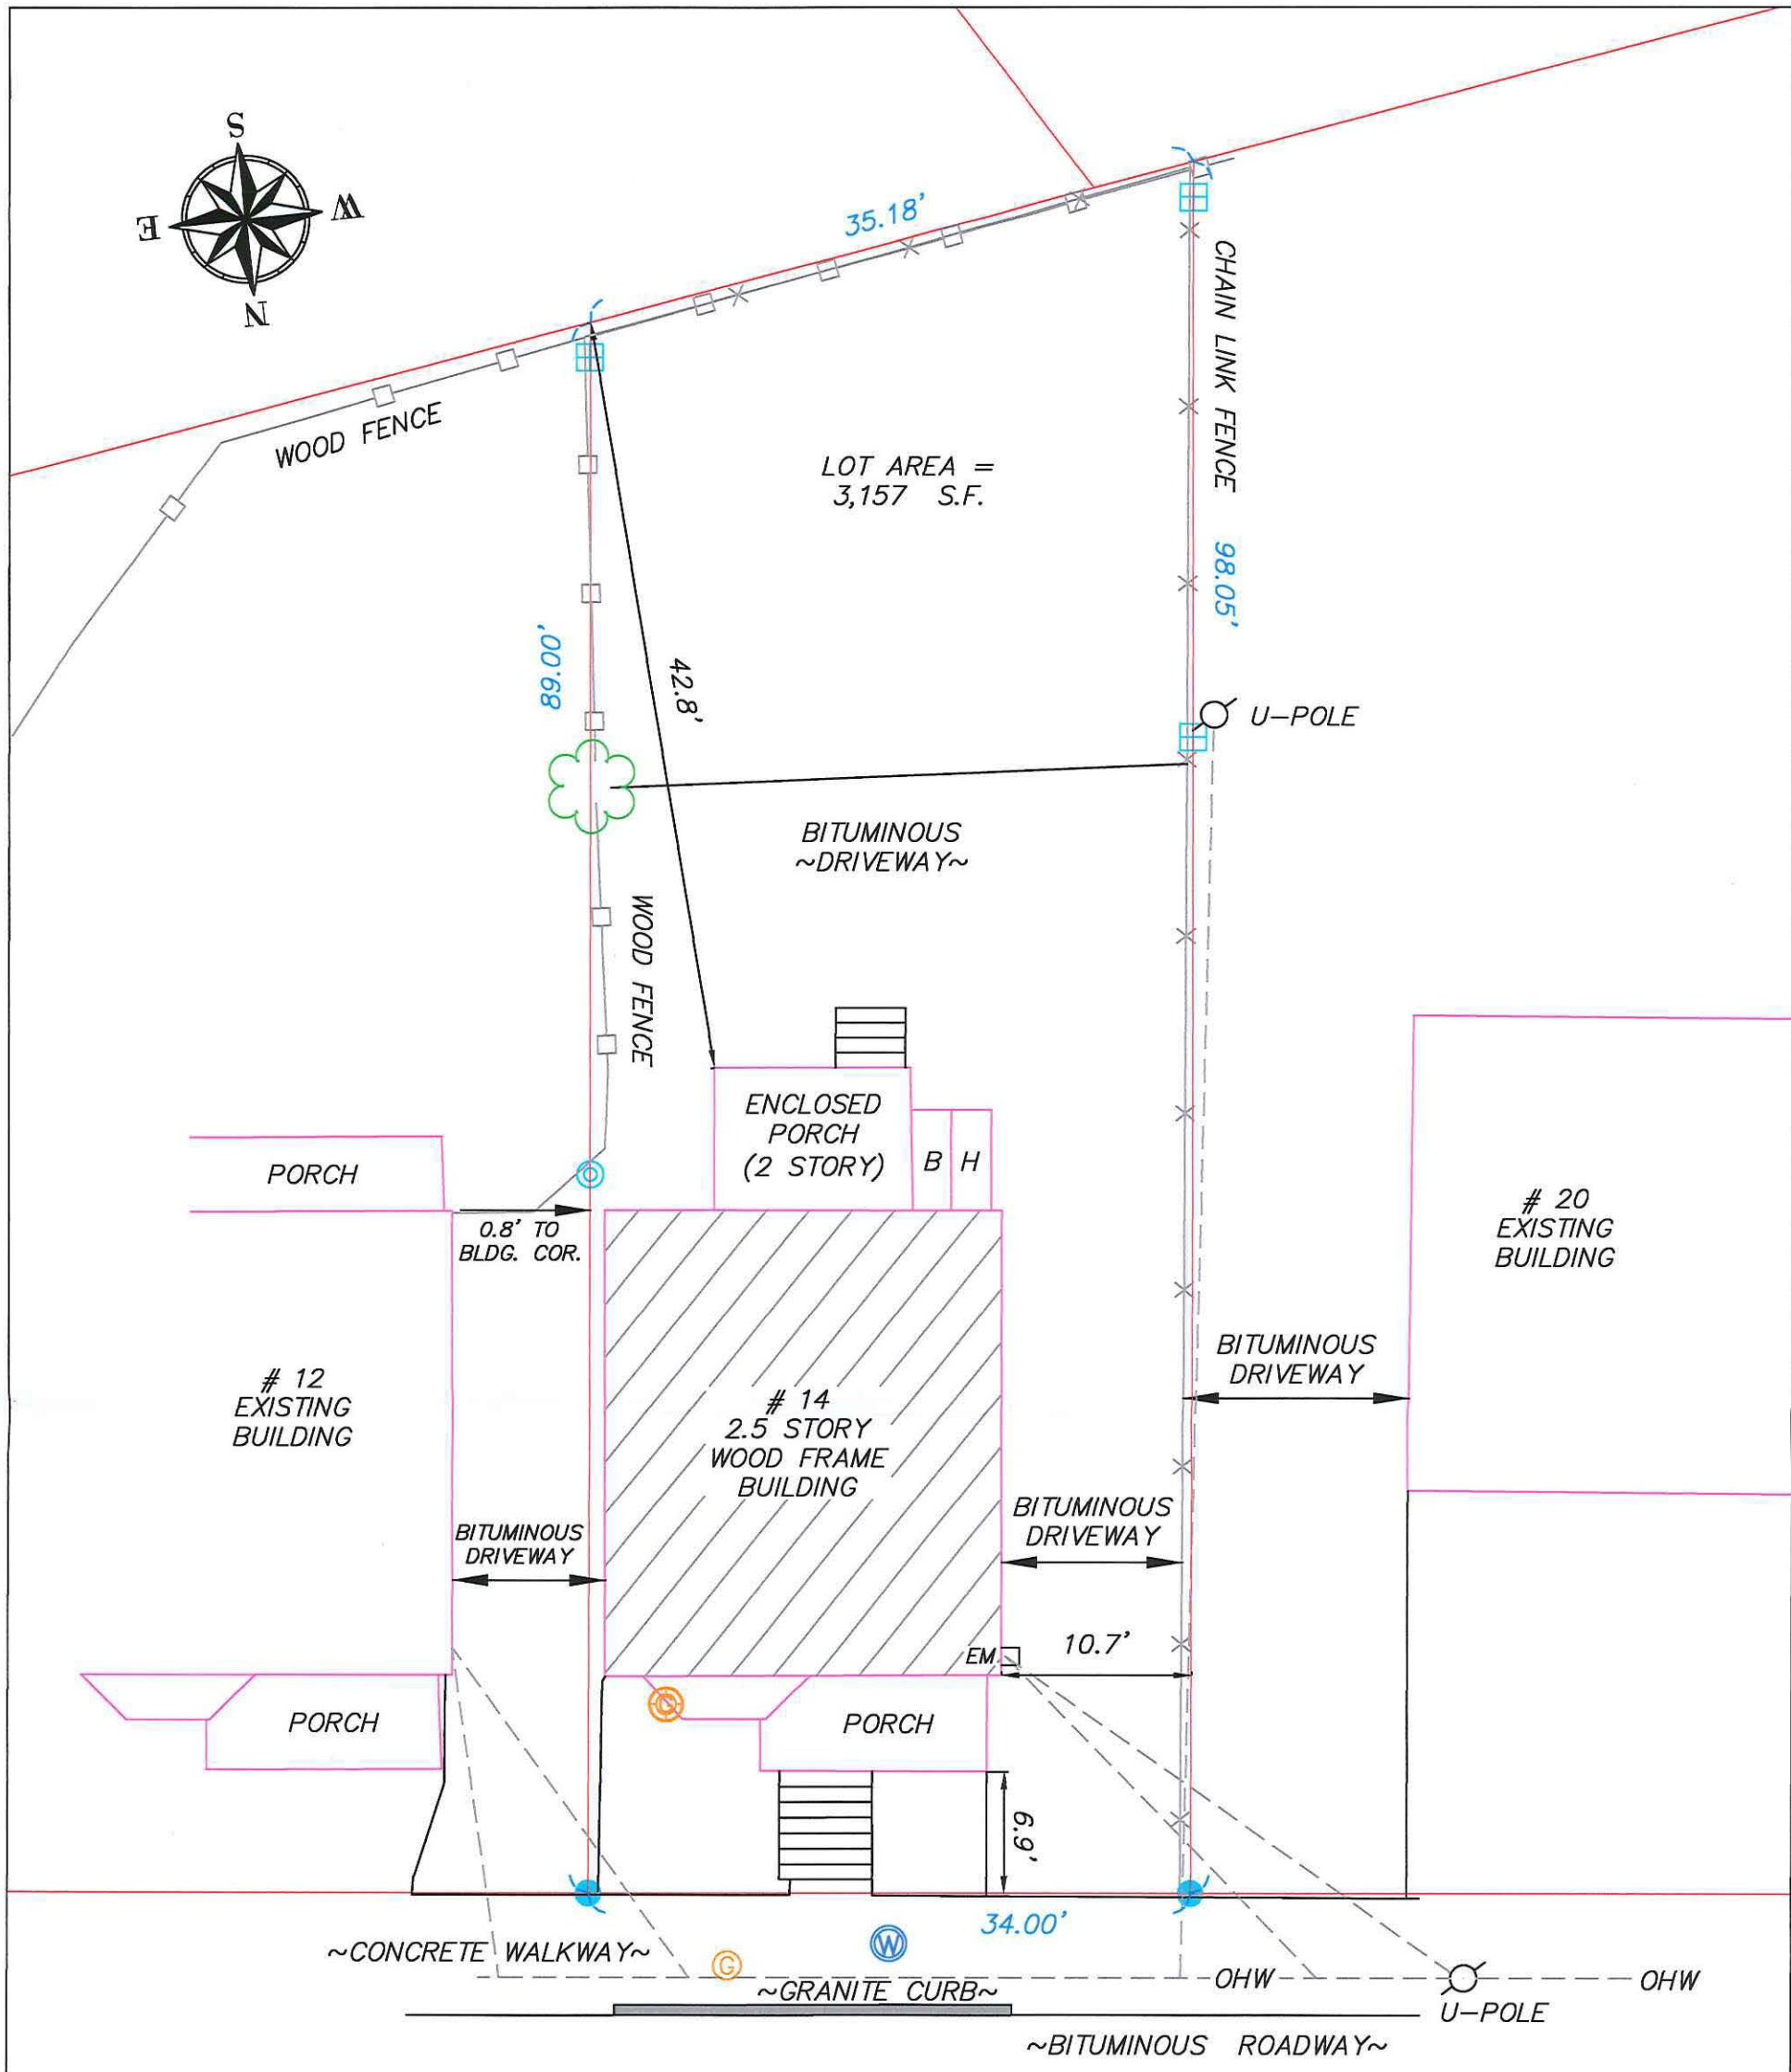 S
E
W
N
35.18'
WOOD FENCE
CHAIN LINK FENCE
98.05'
LOT AREA =
3,157 S.F.
89.00'
42.8'
U-POLE
BITUMINOUS
~DRIVEWAY~
WOOD FENCE
ENCLOSED
PORCH
(2 STORY)
B H
PORCH
0.8' TO
BLDG. COR.
# 20
EXISTING
BUILDING
# 12
EXISTING
BUILDING
# 14
2.5 STORY
WOOD FRAME
BUILDING
BITUMINOUS
DRIVEWAY
BITUMINOUS
DRIVEWAY
BITUMINOUS
DRIVEWAY
EM
10.7'
PORCH
G
PORCH
6.9'
34.00'
~CONCRETE WALKWAY~
G
W
OHW
OHW
~GRANITE CURB~
U-POLE
~BITUMINOUS ROADWAY~